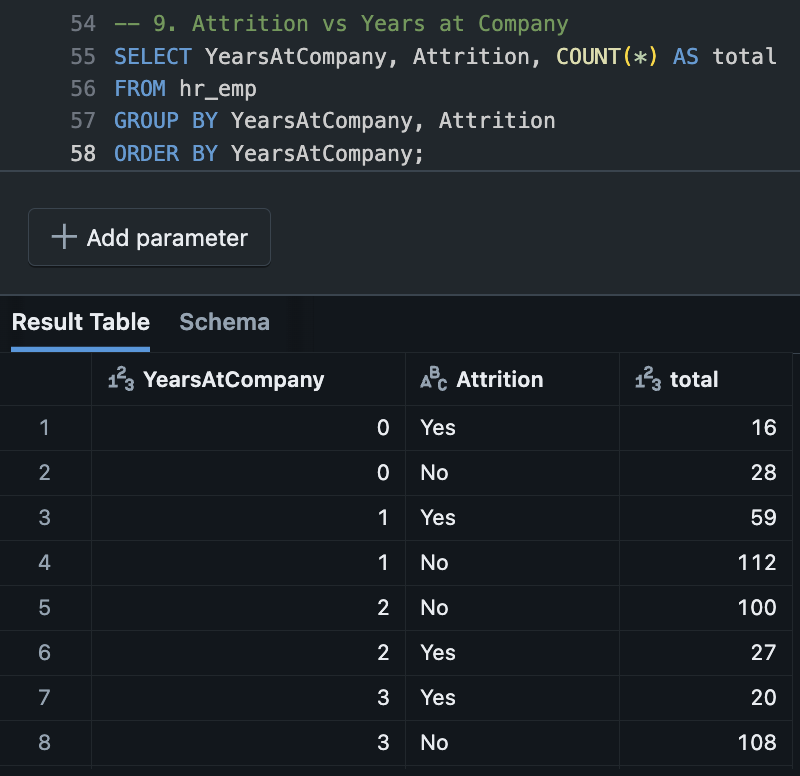 54 -- 9. Attrition vs Years at Company
55 SELECT YearsAtCompany, Attrition, COUNT(*) AS total
56 FROM hr_emp
57 GROUP BY YearsAtCompany, Attrition
58 ORDER BY YearsAtCompany;
+ Add parameter
Result Table Schema
123 YearsAtCompany ABC Attrition 123 total
1 0 Yes 16
2 0 No 28
3 1 Yes 59
4 1 No 112
5 2 No 100
6 2 Yes 27
7 3 Yes 20
8 3 No 108